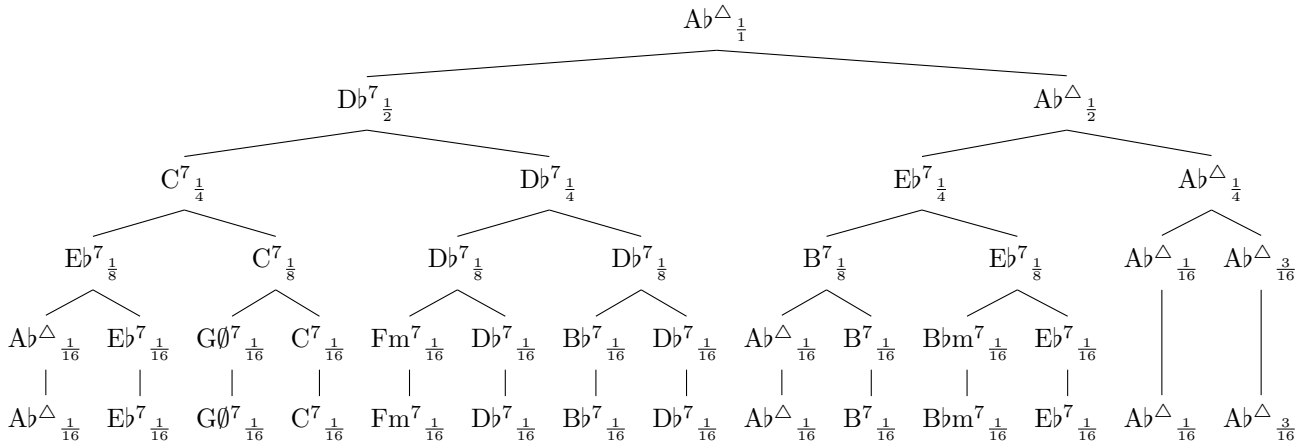 A♭△ 1/1
D♭⁷ 1/2 A♭△ 1/2
C⁷ 1/4 D♭⁷ 1/4 E♭⁷ 1/4 A♭△ 1/4
E♭⁷ 1/8 C⁷ 1/8 D♭⁷ 1/8 D♭⁷ 1/8 B⁷ 1/8 E♭⁷ 1/8 A♭△ 1/16 A♭△ 3/16
A♭△ 1/16 E♭⁷ 1/16 G∅⁷ 1/16 C⁷ 1/16 Fm⁷ 1/16 D♭⁷ 1/16 B♭⁷ 1/16 D♭⁷ 1/16 A♭△ 1/16 B⁷ 1/16 B♭m⁷ 1/16 E♭⁷ 1/16
A♭△ 1/16 E♭⁷ 1/16 G∅⁷ 1/16 C⁷ 1/16 Fm⁷ 1/16 D♭⁷ 1/16 B♭⁷ 1/16 D♭⁷ 1/16 A♭△ 1/16 B⁷ 1/16 B♭m⁷ 1/16 E♭⁷ 1/16 A♭△ 1/16 A♭△ 3/16